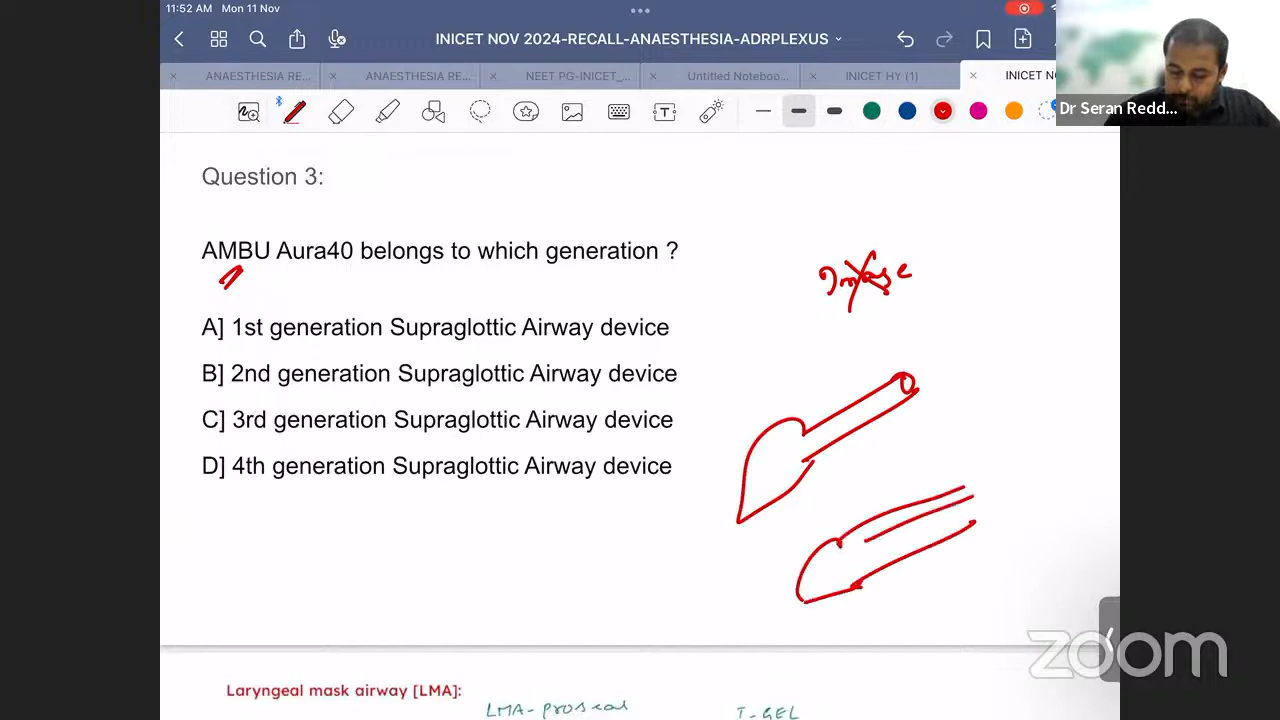 11:52 AM Mon 11 Nov
INICET NOV 2024-RECALL-ANAESTHESIA-ADRPLEXUS
ANAESTHESIA RE...
ANAESTHESIA RE...
NEET PG-INICET_...
Untitled Noteboo...
INICET HY (1)
INICET NO
Dr Seran Redd...
Question 3:
AMBU Aura40 belongs to which generation ?
Image
A] 1st generation Supraglottic Airway device
B] 2nd generation Supraglottic Airway device
C] 3rd generation Supraglottic Airway device
D] 4th generation Supraglottic Airway device
zoom
Laryngeal mask airway [LMA]:
LMA-proseal
I-GEL